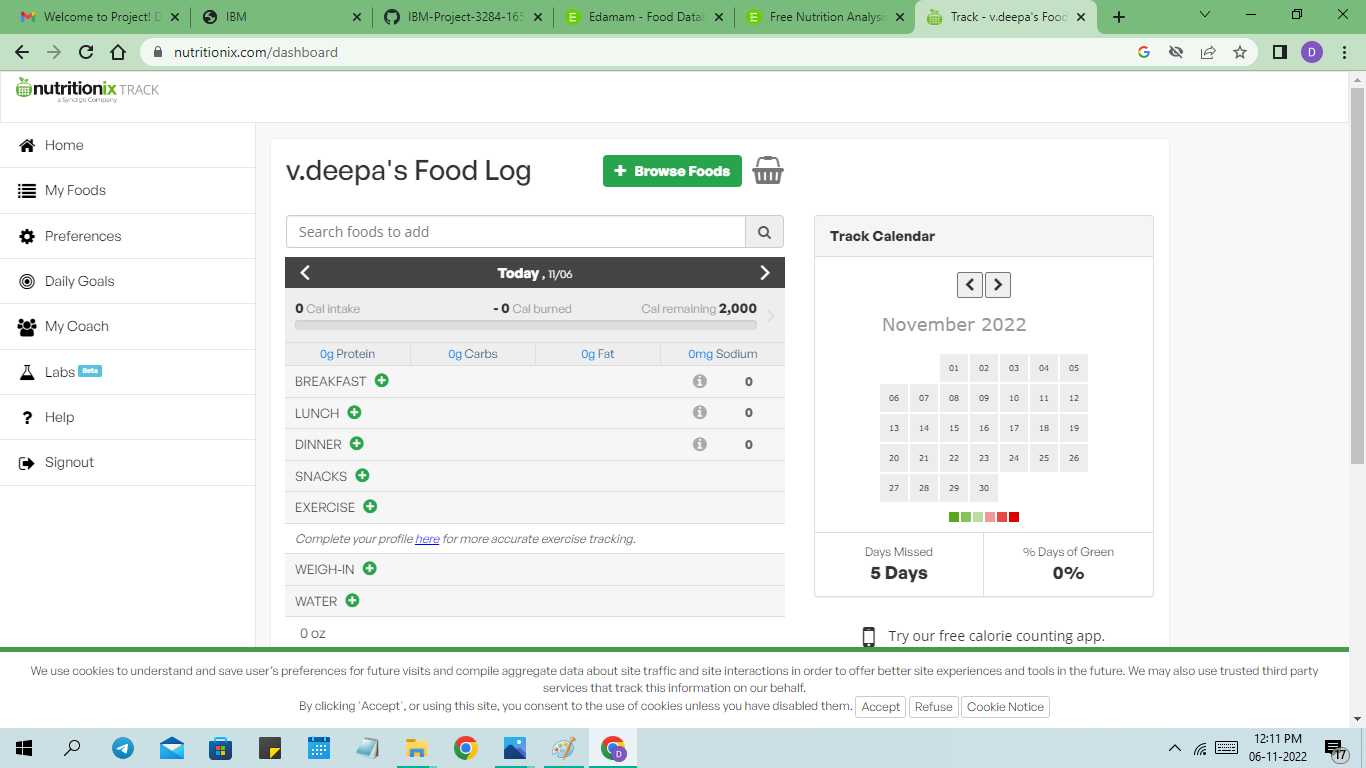 Welcome to Project! D
IBM
IBM-Project-3284-165
Edamam - Food Datab
Free Nutrition Analysis
Track - v.deepa's Food
nutritionix.com/dashboard
D
nutritionix TRACK
a Syndigo Company
Home
My Foods
Preferences
Daily Goals
My Coach
Labs Beta
Help
Signout
v.deepa's Food Log
+ Browse Foods
Search foods to add
Today , 11/06
0 Cal intake - 0 Cal burned Cal remaining 2,000
0g Protein 0g Carbs 0g Fat 0mg Sodium
BREAKFAST 0
LUNCH 0
DINNER 0
SNACKS
EXERCISE
Complete your profile here for more accurate exercise tracking.
WEIGH-IN
WATER
0 oz
Track Calendar
November 2022
01 02 03 04 05
06 07 08 09 10 11 12
13 14 15 16 17 18 19
20 21 22 23 24 25 26
27 28 29 30
Days Missed % Days of Green
5 Days 0%
Try our free calorie counting app.
We use cookies to understand and save user's preferences for future visits and compile aggregate data about site traffic and site interactions in order to offer better site experiences and tools in the future. We may also use trusted third party
services that track this information on our behalf.
By clicking 'Accept', or using this site, you consent to the use of cookies unless you have disabled them. Accept Refuse Cookie Notice
D
12:11 PM
06-11-2022
17